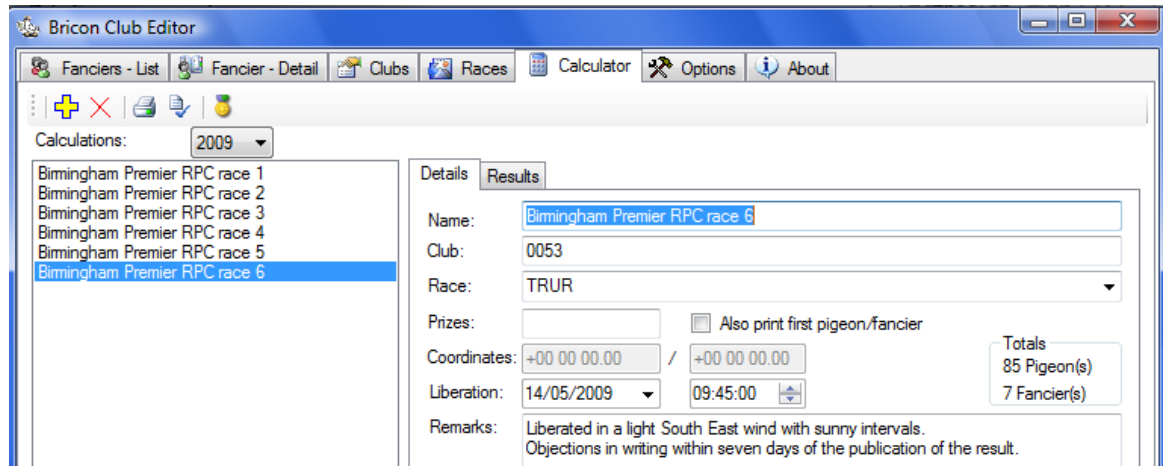 Bricon Club Editor
Fanciers - List Fancier - Detail Clubs Races Calculator Options About
Calculations: 2009
Birmingham Premier RPC race 1
Birmingham Premier RPC race 2
Birmingham Premier RPC race 3
Birmingham Premier RPC race 4
Birmingham Premier RPC race 5
Birmingham Premier RPC race 6
Details Results
Name: Birmingham Premier RPC race 6
Club: 0053
Race: TRUR
Prizes: Also print first pigeon/fancier
Coordinates: +00 00 00.00 / +00 00 00.00
Liberation: 14/05/2009 09:45:00
Totals
85 Pigeon(s)
7 Fancier(s)
Remarks: Liberated in a light South East wind with sunny intervals.
Objections in writing within seven days of the publication of the result.